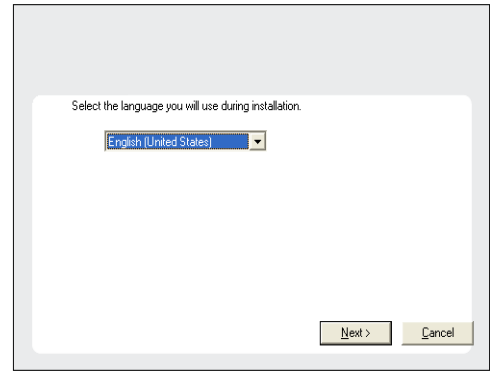 Select the language you will use during installation.
English (United States)
Next >
Cancel